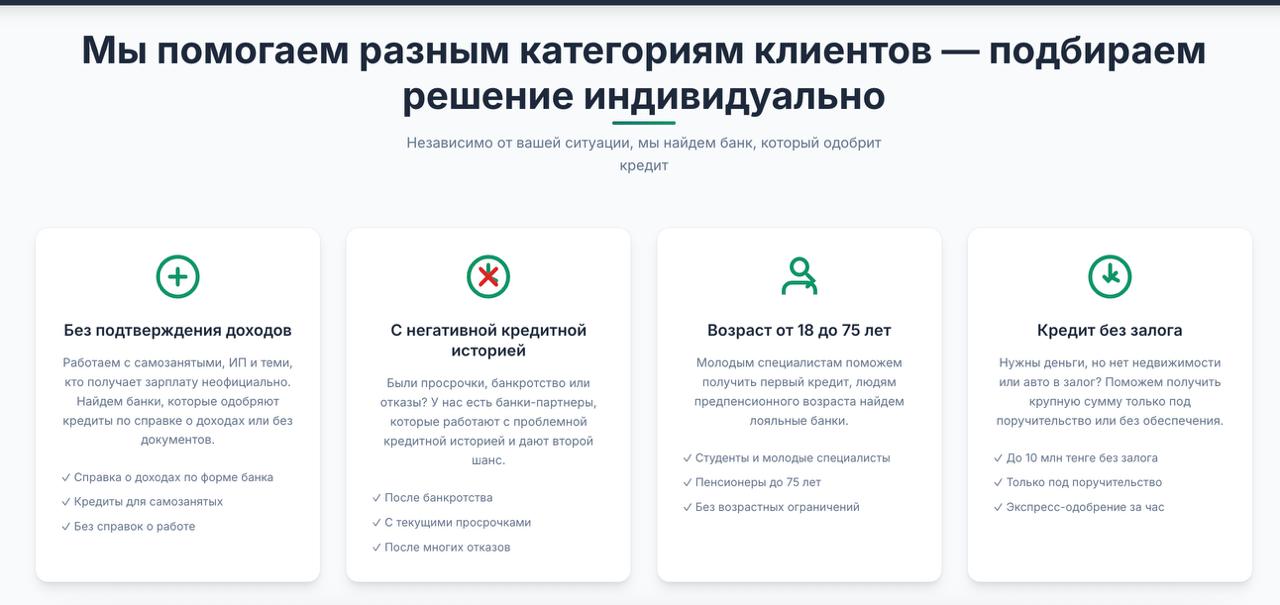 Мы помогаем разным категориям клиентов — подбираем
решение индивидуально
Независимо от вашей ситуации, мы найдем банк, который одобрит
кредит
Без подтверждения доходов
Работаем с самозанятыми, ИП и теми,
кто получает зарплату неофициально.
Найдем банки, которые одобряют
кредиты по справке о доходах или без
документов.
✓ Справка о доходах по форме банка
✓ Кредиты для самозанятых
✓ Без справок о работе
С негативной кредитной
историей
Были просрочки, банкротство или
отказы? У нас есть банки-партнеры,
которые работают с проблемной
кредитной историей и дают второй
шанс.
✓ После банкротства
✓ С текущими просрочками
✓ После многих отказов
Возраст от 18 до 75 лет
Молодым специалистам поможем
получить первый кредит, людям
предпенсионного возраста найдем
лояльные банки.
✓ Студенты и молодые специалисты
✓ Пенсионеры до 75 лет
✓ Без возрастных ограничений
Кредит без залога
Нужны деньги, но нет недвижимости
или авто в залог? Поможем получить
крупную сумму только под
поручительство или без обеспечения.
✓ До 10 млн тенге без залога
✓ Только под поручительство
✓ Экспресс-одобрение за час